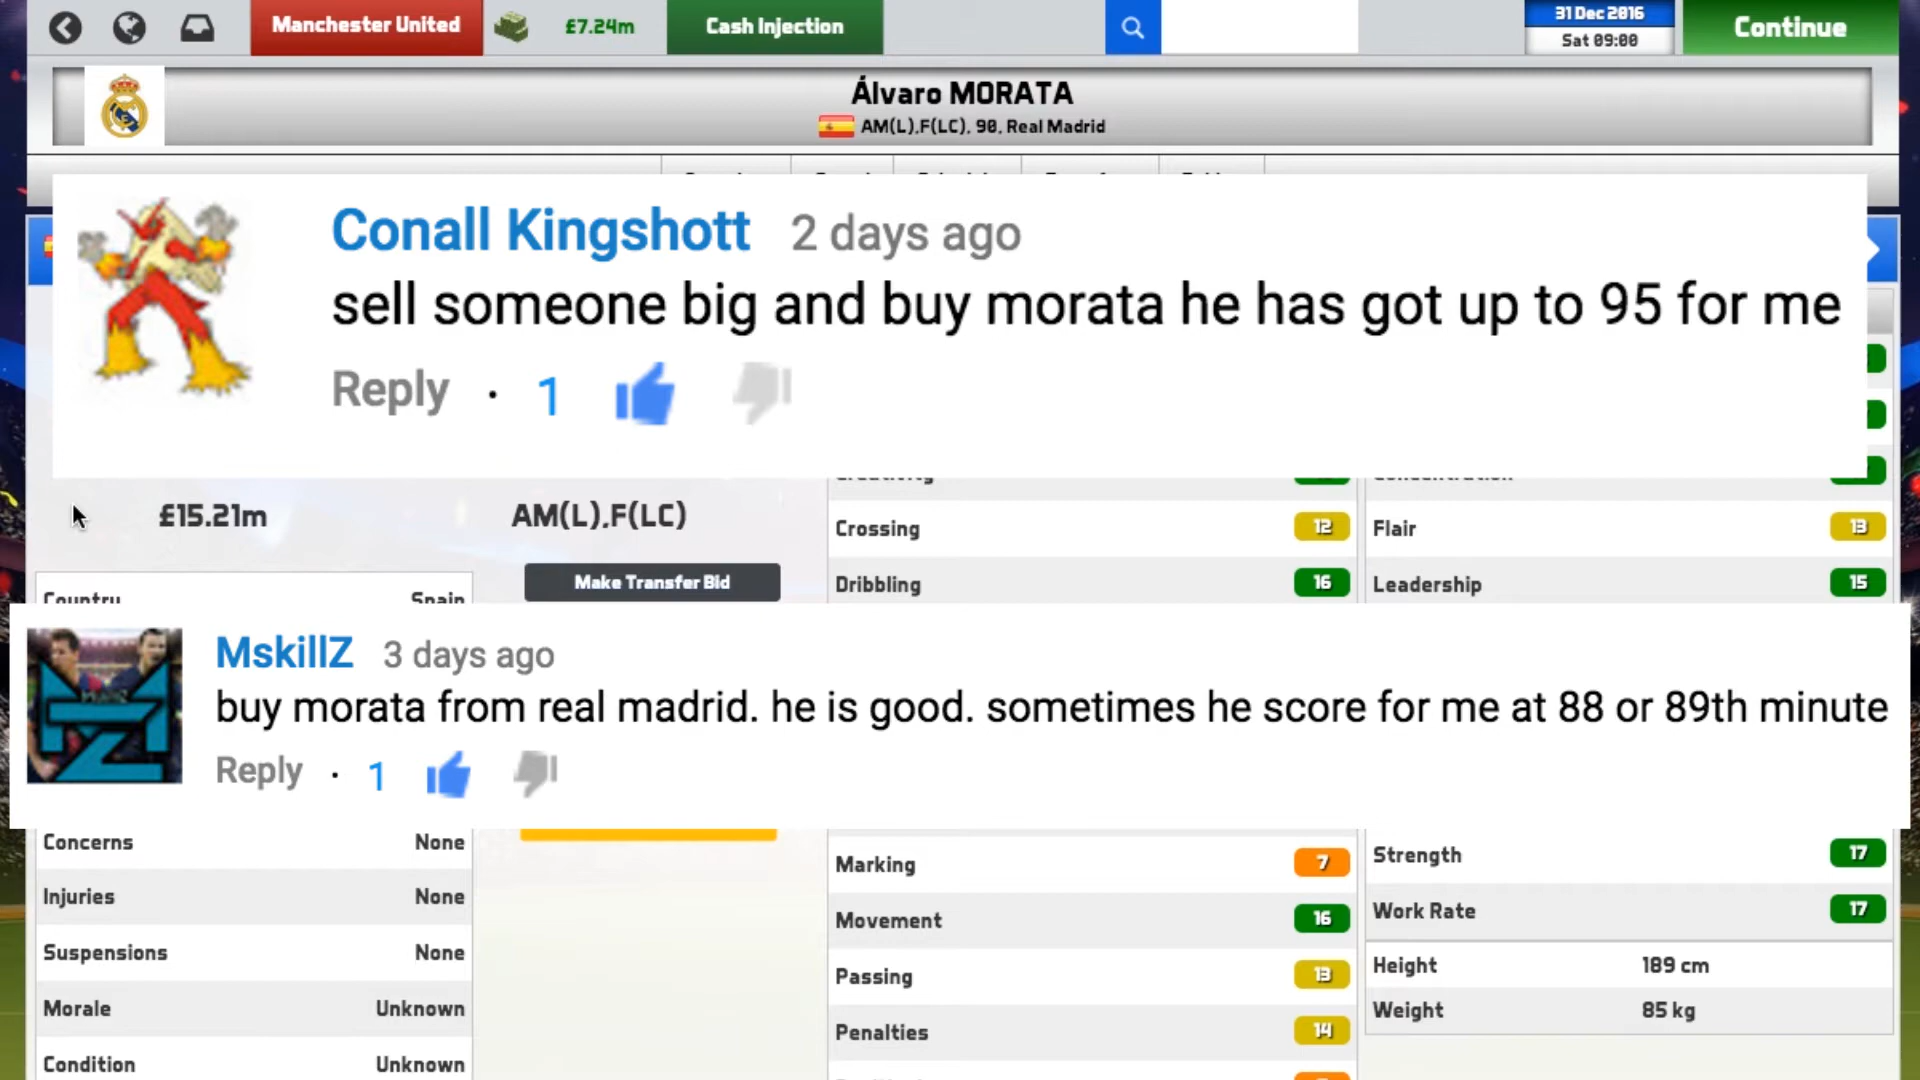 Manchester United
£7.24m
Cash Injection
31 Dec 2016
Sat 09:00
Continue
Álvaro MORATA
AM(L),F(LC), 90, Real Madrid
Conall Kingshott 2 days ago
sell someone big and buy morata he has got up to 95 for me
Reply · 1
£15.21m
AM(L),F(LC)
Make Transfer Bid
Creativity
Concentration
Crossing 12
Flair 13
Dribbling 16
Leadership 15
Country Spain
MskillZ 3 days ago
buy morata from real madrid. he is good. sometimes he score for me at 88 or 89th minute
Reply · 1
Concerns None
Injuries None
Suspensions None
Morale Unknown
Condition Unknown
Marking 7
Movement 16
Passing 13
Penalties 14
Strength 17
Work Rate 17
Height 189 cm
Weight 85 kg